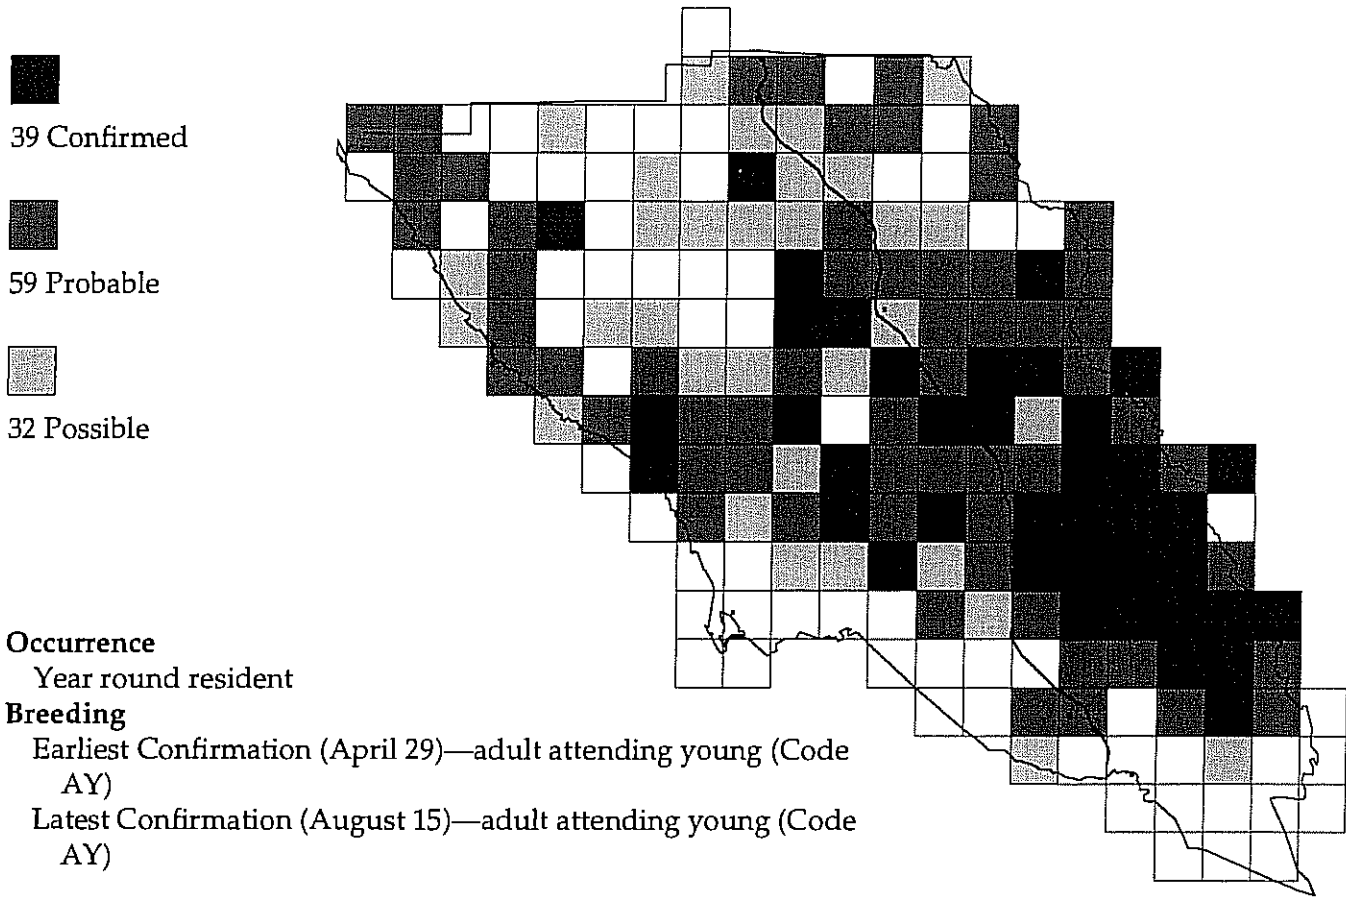 39 Confirmed
59 Probable
32 Possible
Occurrence
Year round resident
Breeding
Earliest Confirmation (April 29)—adult attending young (Code
AY)
Latest Confirmation (August 15)—adult attending young (Code
AY)